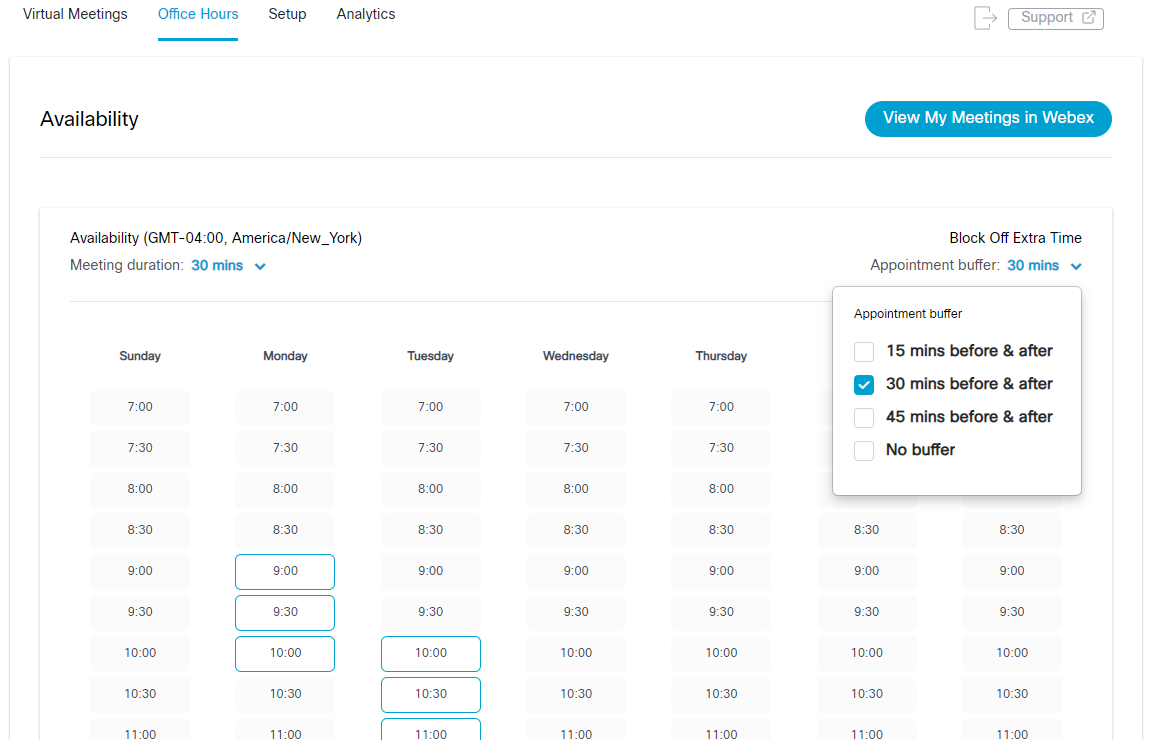 Virtual Meetings Office Hours Setup Analytics Support
Availability View My Meetings in Webex
Availability (GMT-04:00, America/New_York) Block Off Extra Time
Meeting duration: 30 mins Appointment buffer: 30 mins
Appointment buffer
15 mins before & after
30 mins before & after
45 mins before & after
No buffer
Sunday Monday Tuesday Wednesday Thursday
7:00 7:00 7:00 7:00 7:00
7:30 7:30 7:30 7:30 7:30
8:00 8:00 8:00 8:00 8:00
8:30 8:30 8:30 8:30 8:30 8:30 8:30
9:00 9:00 9:00 9:00 9:00 9:00 9:00
9:30 9:30 9:30 9:30 9:30 9:30 9:30
10:00 10:00 10:00 10:00 10:00 10:00 10:00
10:30 10:30 10:30 10:30 10:30 10:30 10:30
11:00 11:00 11:00 11:00 11:00 11:00 11:00